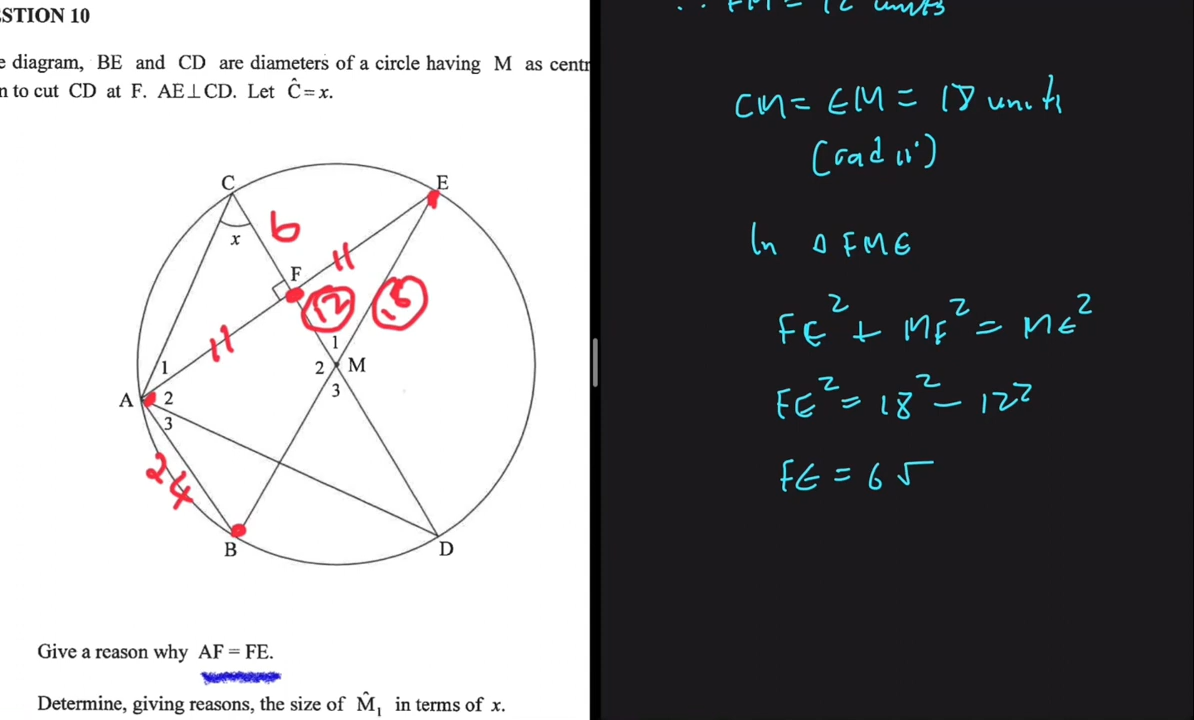 STION 10
e diagram, BE and CD are diameters of a circle having M as centr
n to cut CD at F. AE⊥CD. Let Ĉ = x.
C
E
x
6
11
F
12
18
11
1
1
2
M
3
A
2
3
24
B
D
Give a reason why AF = FE.
Determine, giving reasons, the size of M̂₁ in terms of x.
∴ FM = 12 units
CM = EM = 18 units
(radii)
In Δ FME
FE² + MF² = ME²
FE² = 18² – 12²
FE = 6√